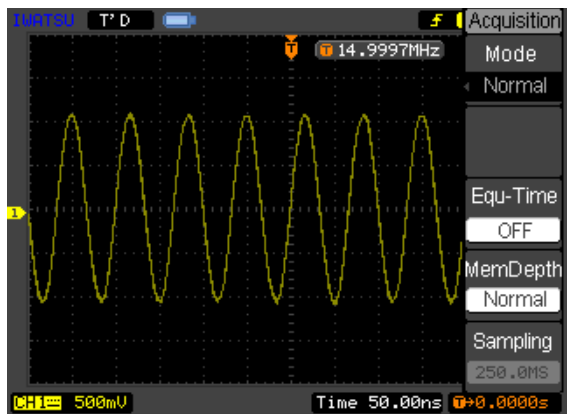 IWATSU T'D
T
T 14.9997MHz
Acquisition
Mode
Normal
Equ-Time
OFF
MemDepth
Normal
Sampling
250.0MS
1
CH1 500mV Time 50.00ns T→0.0000s